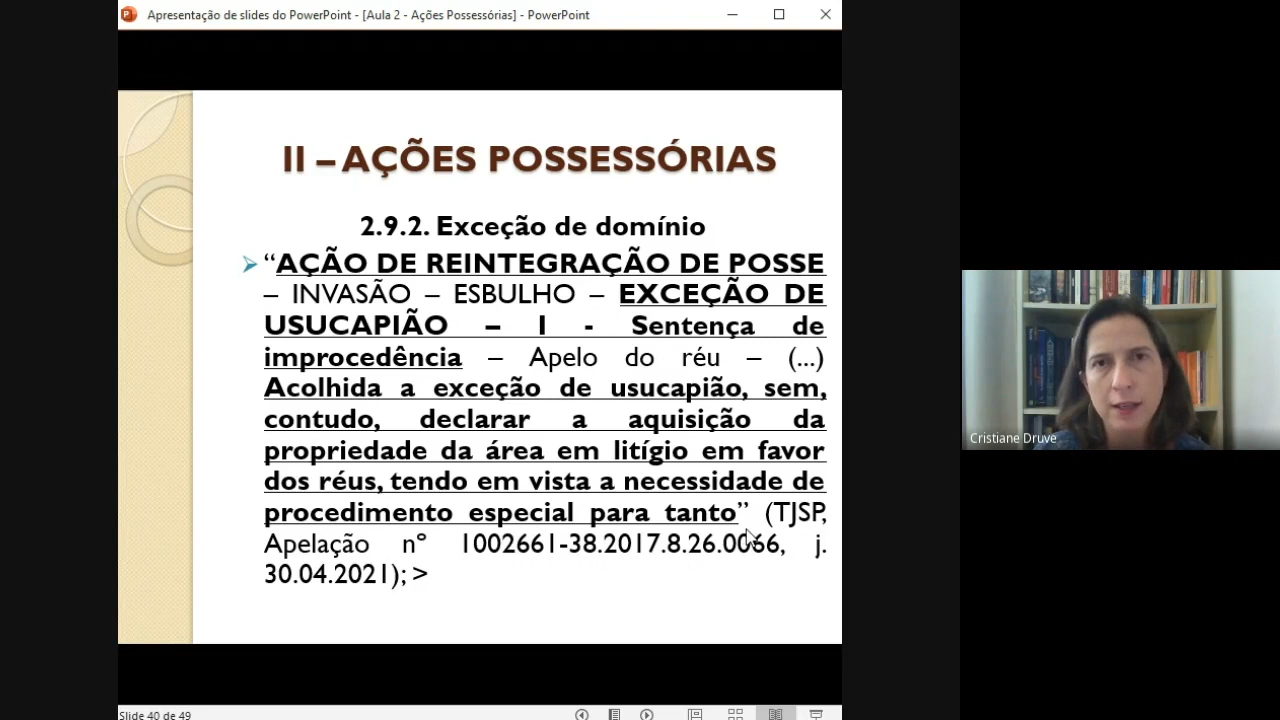 Apresentação de slides do PowerPoint - [Aula 2 - Ações Possessórias] - PowerPoint
II – AÇÕES POSSESSÓRIAS
2.9.2. Exceção de domínio
“AÇÃO DE REINTEGRAÇÃO DE POSSE
– INVASÃO – ESBULHO – EXCEÇÃO DE
USUCAPIÃO – I - Sentença de
improcedência – Apelo do réu – (...)
Acolhida a exceção de usucapião, sem,
contudo, declarar a aquisição da
propriedade da área em litígio em favor
dos réus, tendo em vista a necessidade de
procedimento especial para tanto” (TJSP,
Apelação nº 1002661-38.2017.8.26.0066, j.
30.04.2021); >
Cristiane Druve
Slide 40 de 49